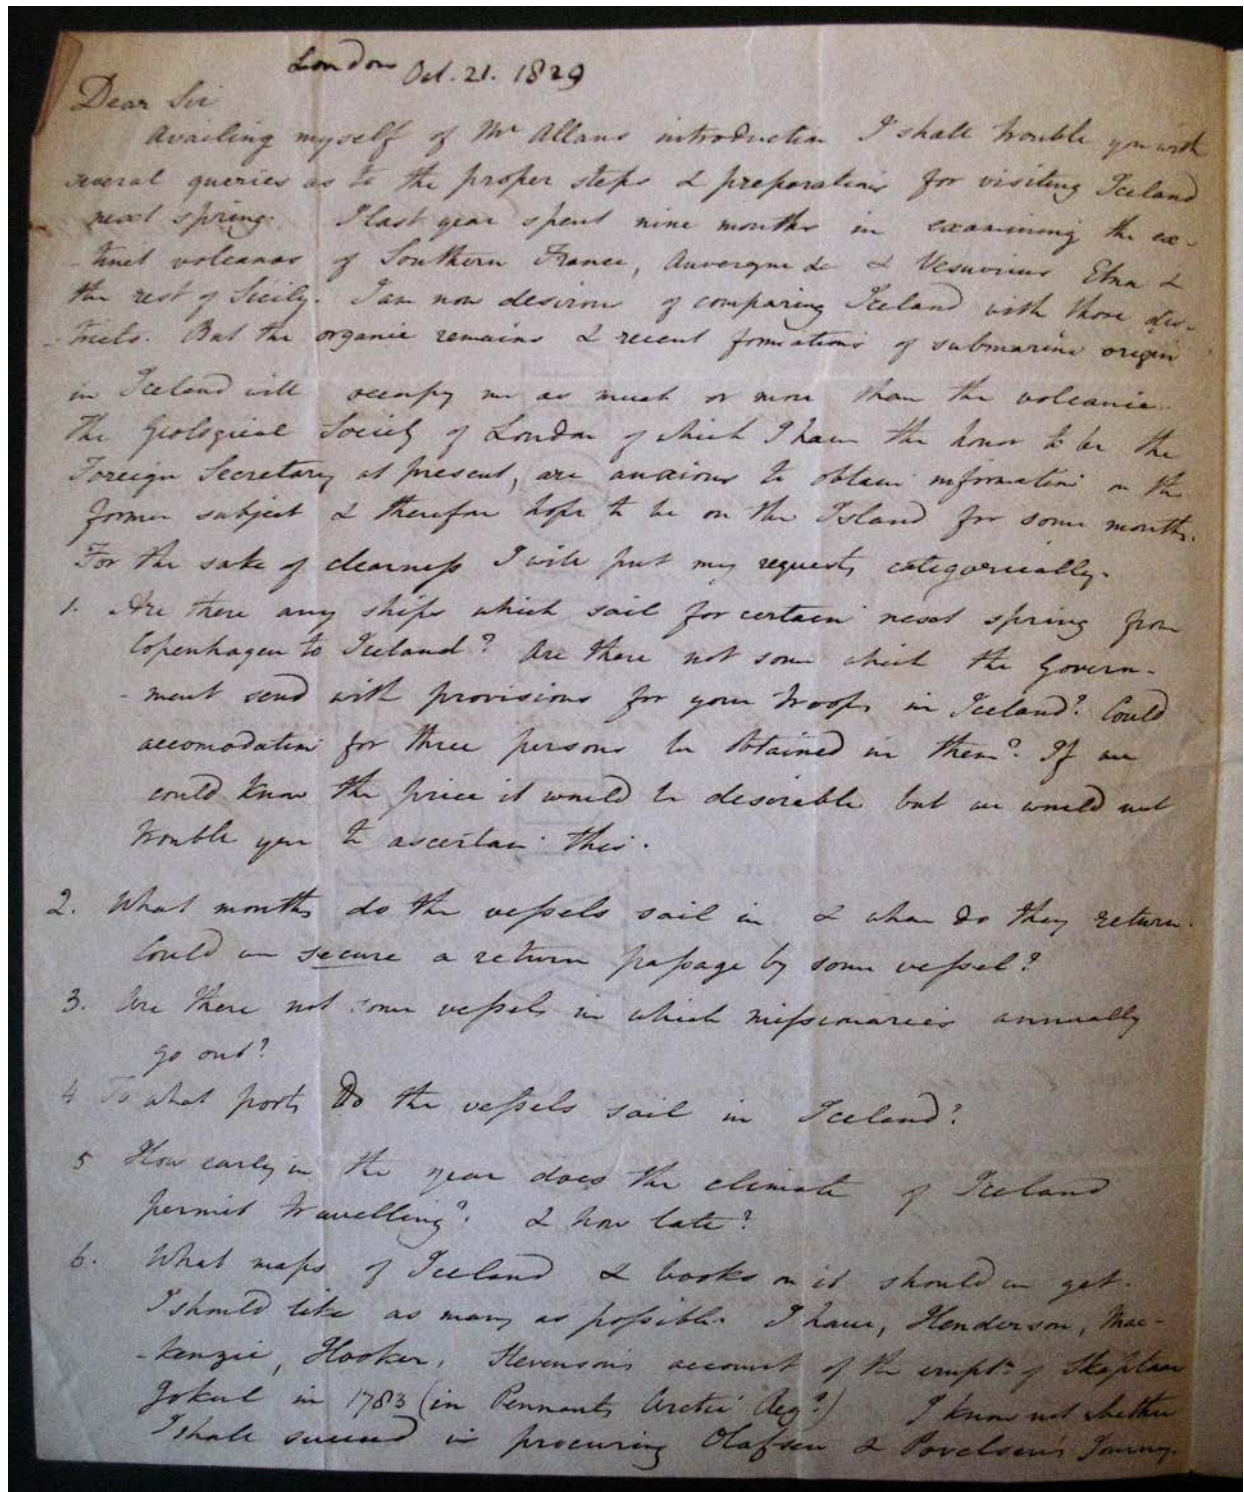 London Oct. 21. 1829
Dear Sir
Availing myself of Mr Allans introduction I shall trouble you with
several queries as to the proper steps & preparations for visiting Iceland
next spring. I last year spent nine months in examining the ex-
-tinct volcanos of Southern France, Auvergne &c & Vesuvius Etna &
the rest of Sicily. I am now desirous of comparing Iceland with those dis-
-tricts. But the organic remains & recent formations of submarine origin
in Iceland will occupy me as much or more than the volcanic.
The Geological Society of London of which I have the honor to be the
Foreign Secretary at present, are anxious to obtain information on the
former subject & therefore hope to be on the Island for some months.
For the sake of clearness I will put my requests categorically.
1. Are there any ships which sail for certain next spring from
Copenhagen to Iceland? Are there not some which the Govern-
-ment send with provisions for your troops in Iceland? Could
accomodation for three persons be obtained in them? If we
could know the price it would be desirable but we would not
trouble you to ascertain this.
2. What months do the vessels sail in & when do they return.
Could we secure a return passage by some vessel?
3. Are there not some vessels in which missionaries annually
go out?
4 To what ports do the vessels sail in Iceland?
5 How early in the year does the climate of Iceland
permit travelling? & how late?
6. What maps of Iceland & books on it should we get.
I should like as many as possible. I have, Henderson, Mac-
-kenzie, Hooker, Stevenson's account of the erupt.n of Skaptaar
Jokul in 1783 (in Pennants Arctic Reg?) I know not whether
I shall succeed in procuring Olafsen & Povelsen's Journey.